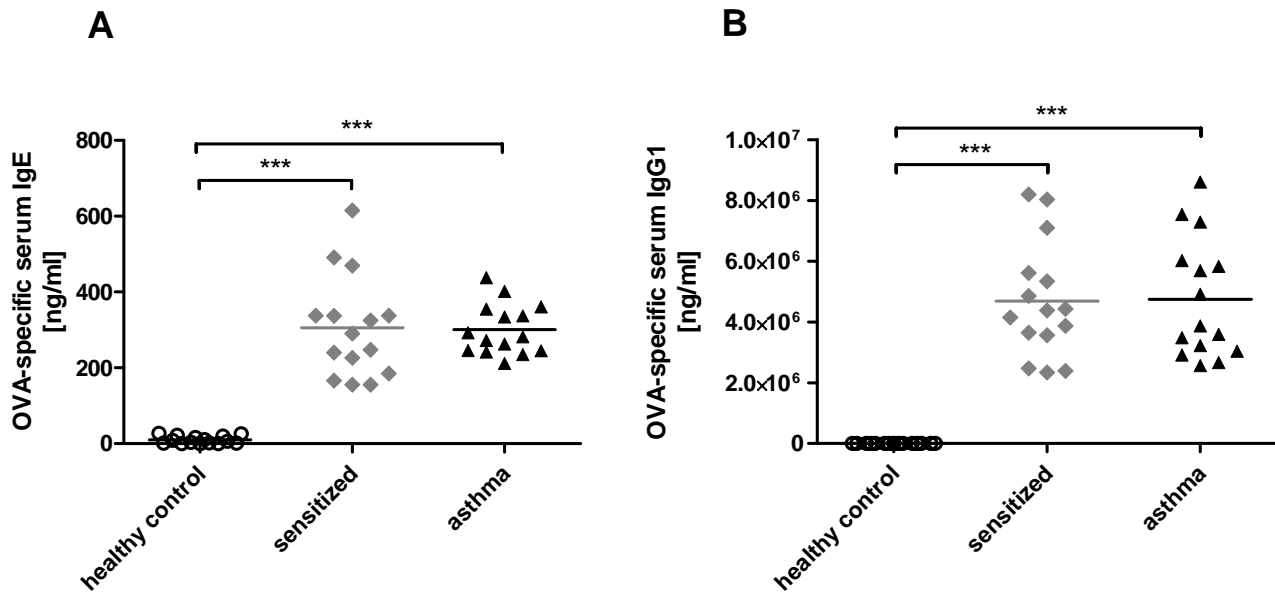 A
OVA-specific serum IgE
[ng/ml]
800
600
400
200
0
***
***
healthy control
sensitized
asthma
B
OVA-specific serum IgG1
[ng/ml]
1.0×10⁷
8.0×10⁶
6.0×10⁶
4.0×10⁶
2.0×10⁶
0
***
***
healthy control
sensitized
asthma